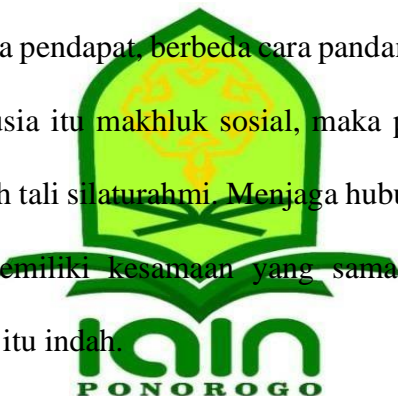 a pendapat, berbeda cara pandan
usia itu makhluk sosial, maka p
h tali silaturahmi. Menjaga hubu
emiliki kesamaan yang sama
itu indah.
iain
PONOROGO